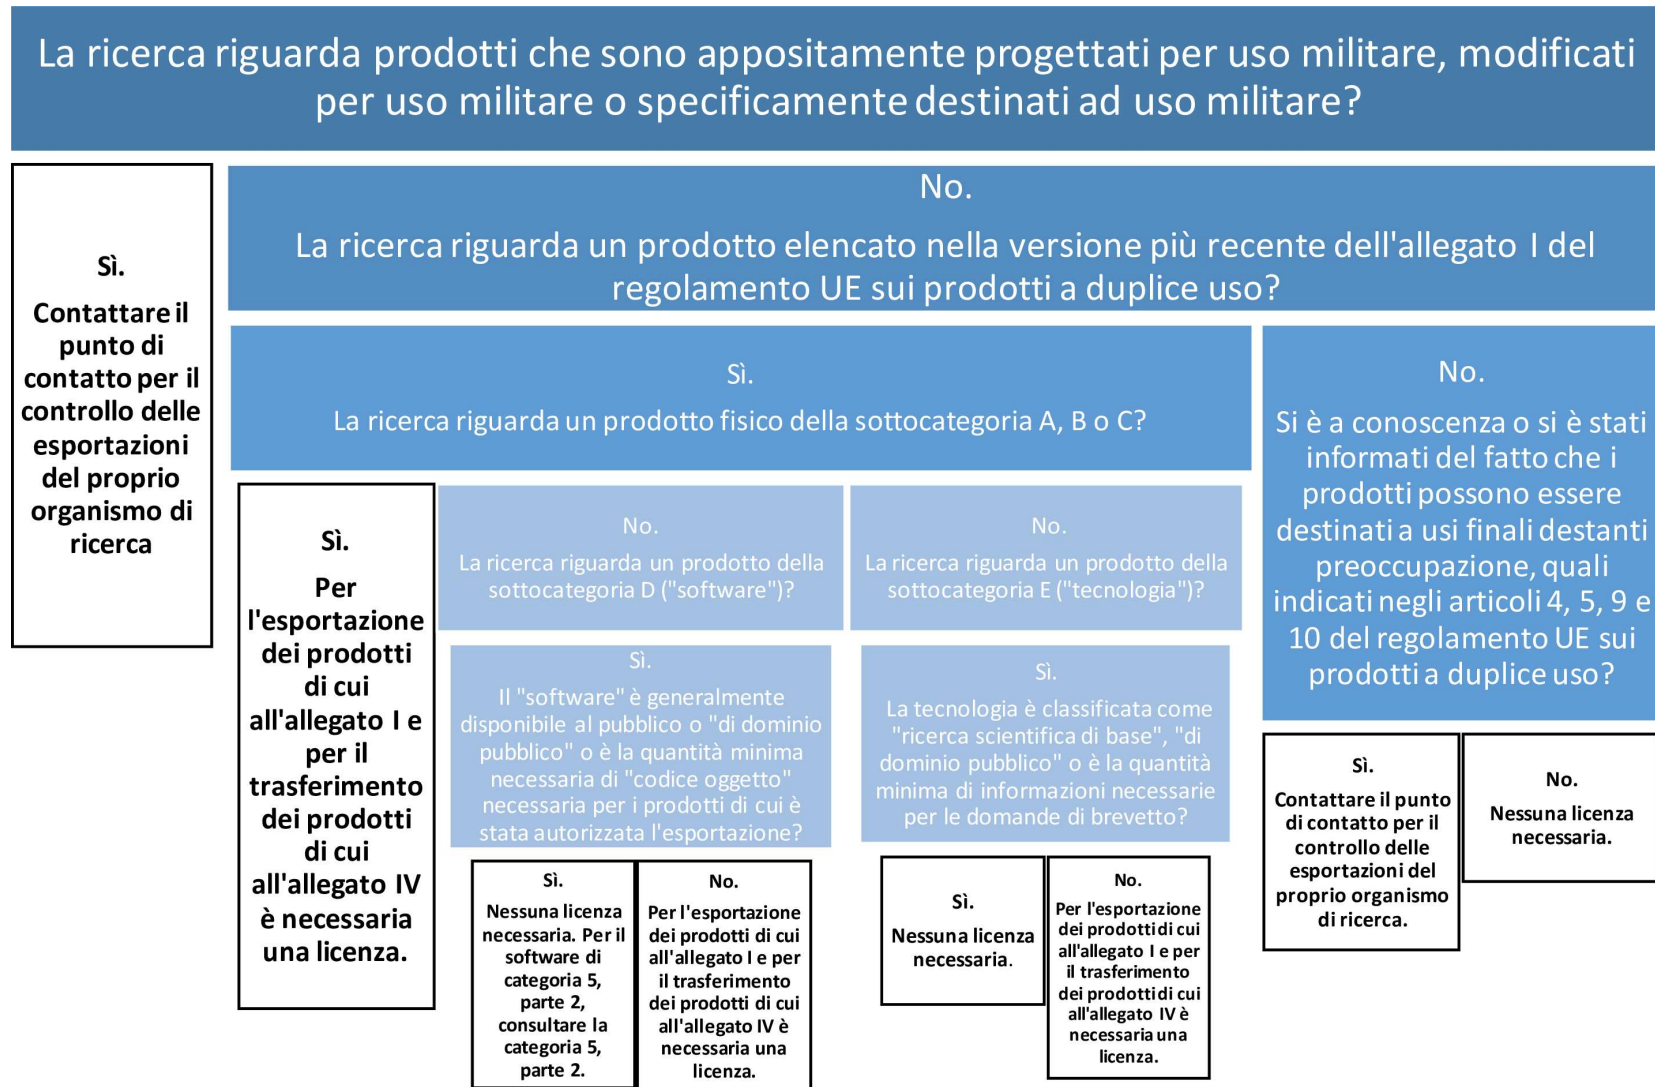 La ricerca riguarda prodotti che sono appositamente progettati per uso militare, modificati
per uso militare o specificamente destinati ad uso militare?
Sì.
Contattare il
punto di
contatto per il
controllo delle
esportazioni
del proprio
organismo di
ricerca
No.
La ricerca riguarda un prodotto elencato nella versione più recente dell'allegato I del
regolamento UE sui prodotti a duplice uso?
Sì.
La ricerca riguarda un prodotto fisico della sottocategoria A, B o C?
Sì.
Per
l'esportazione
dei prodotti
di cui
all'allegato I e
per il
trasferimento
dei prodotti
di cui
all'allegato IV
è necessaria
una licenza.
No.
La ricerca riguarda un prodotto della
sottocategoria D ("software")?
Sì.
Il "software" è generalmente
disponibile al pubblico o "di dominio
pubblico" o è la quantità minima
necessaria di "codice oggetto"
necessaria per i prodotti di cui è
stata autorizzata l'esportazione?
Sì.
Nessuna licenza
necessaria. Per il
software di
categoria 5,
parte 2,
consultare la
categoria 5,
parte 2.
No.
Per l'esportazione
dei prodotti di cui
all'allegato I e per
il trasferimento
dei prodotti di cui
all'allegato IV è
necessaria una
licenza.
No.
La ricerca riguarda un prodotto della
sottocategoria E ("tecnologia")?
Sì.
La tecnologia è classificata come
"ricerca scientifica di base", "di
dominio pubblico" o è la quantità
minima di informazioni necessarie
per le domande di brevetto?
Sì.
Nessuna licenza
necessaria.
No.
Per l'esportazione
dei prodotti di cui
all'allegato I e per
il trasferimento
dei prodotti di cui
all'allegato IV è
necessaria una
licenza.
No.
Si è a conoscenza o si è stati
informati del fatto che i
prodotti possono essere
destinati a usi finali destanti
preoccupazione, quali
indicati negli articoli 4, 5, 9 e
10 del regolamento UE sui
prodotti a duplice uso?
Sì.
Contattare il punto
di contatto per il
controllo delle
esportazioni del
proprio organismo
di ricerca.
No.
Nessuna licenza
necessaria.